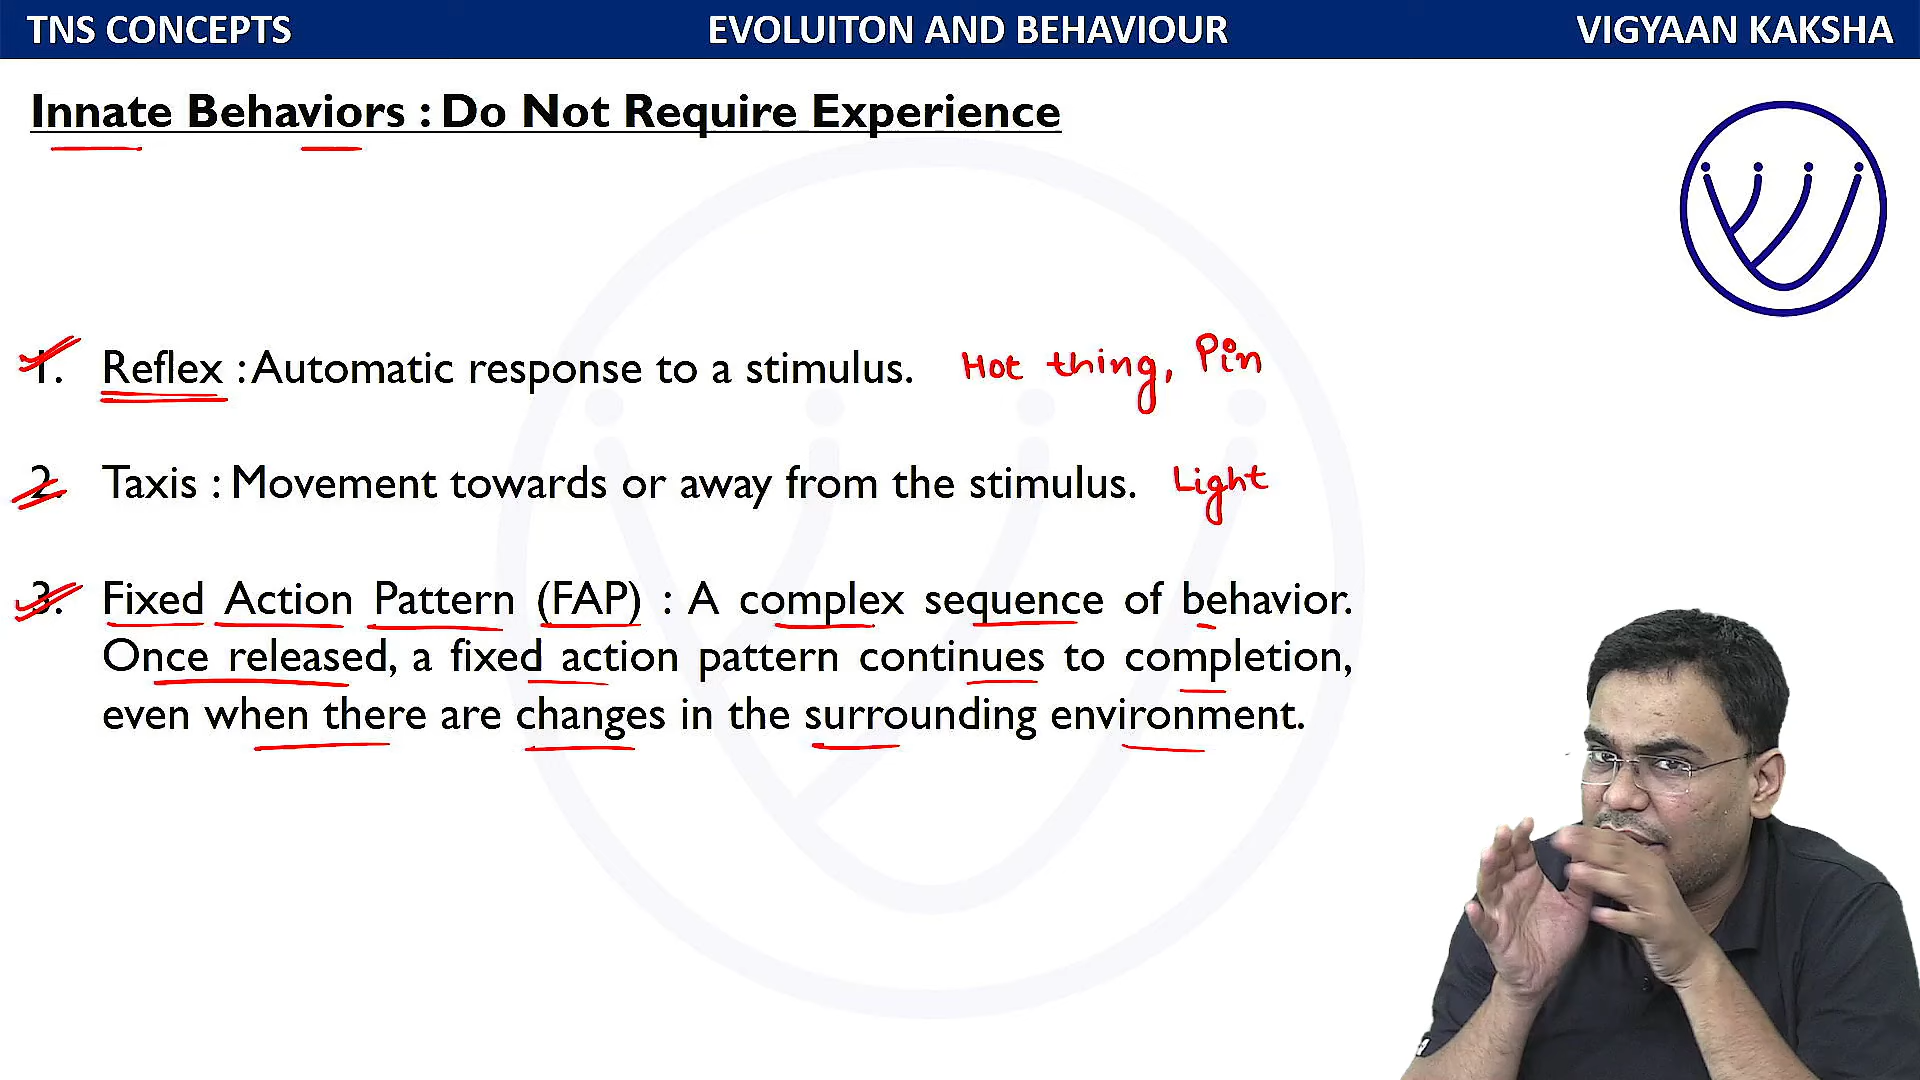 TNS CONCEPTS EVOLUITON AND BEHAVIOUR VIGYAAN KAKSHA
Innate Behaviors : Do Not Require Experience
1. Reflex : Automatic response to a stimulus. Hot thing, Pin
2. Taxis : Movement towards or away from the stimulus. Light
3. Fixed Action Pattern (FAP) : A complex sequence of behavior.
Once released, a fixed action pattern continues to completion,
even when there are changes in the surrounding environment.